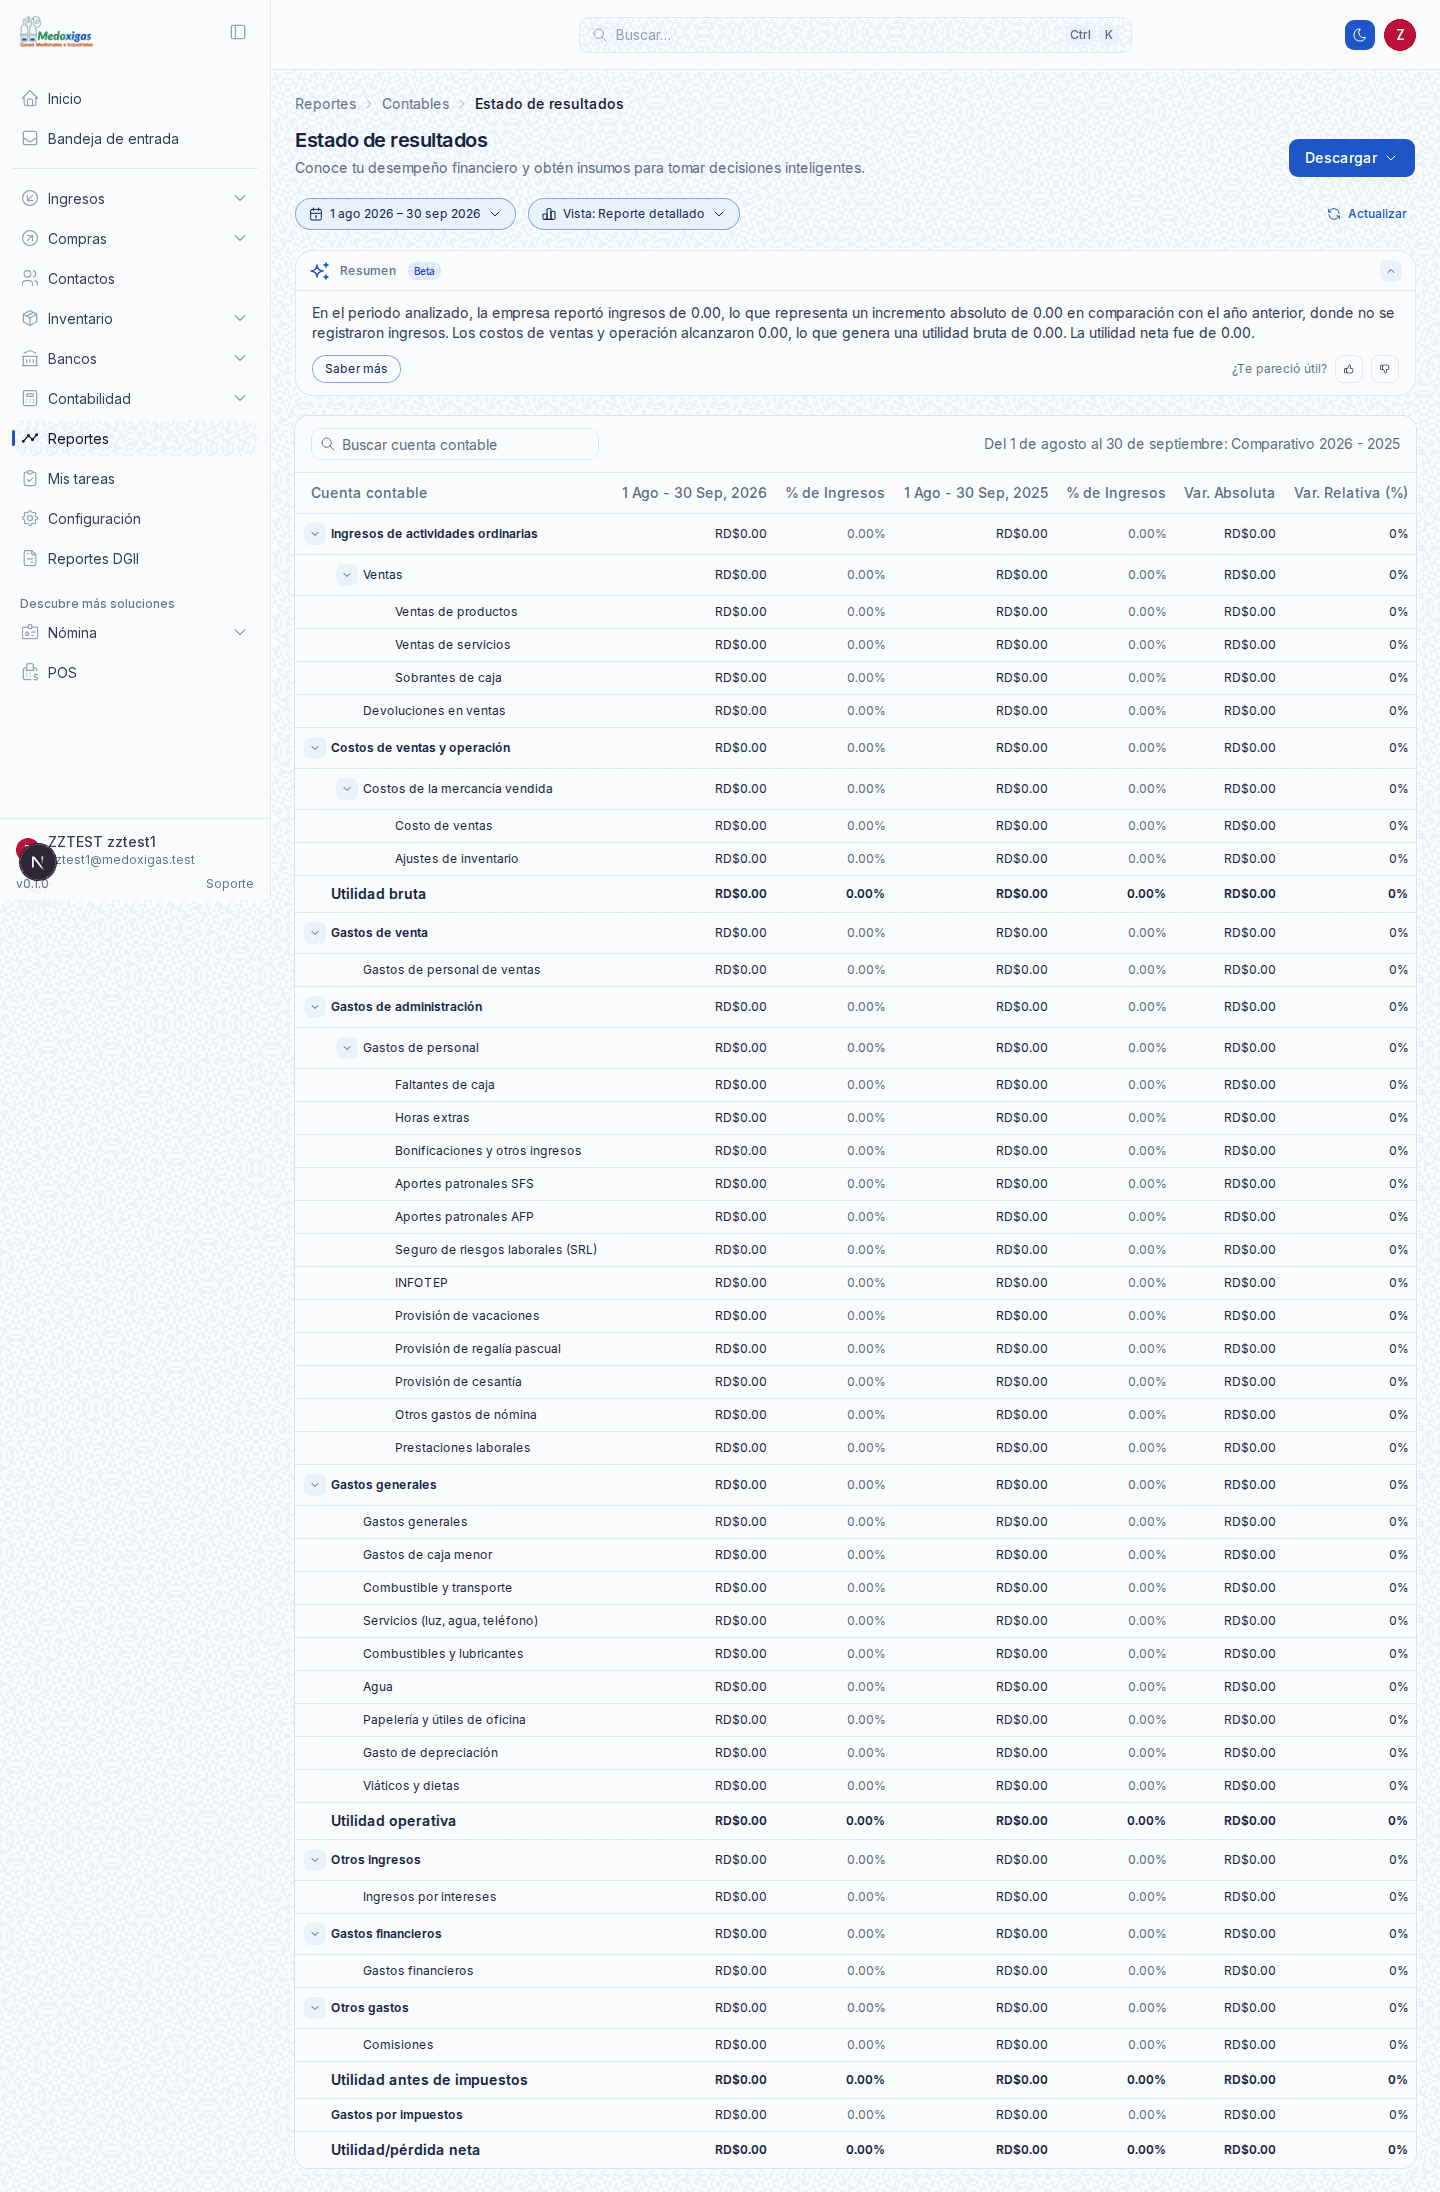 Medoxigas
Gases Medicinales e Industriales
Buscar...
Ctrl K
Z
Inicio
Bandeja de entrada
Ingresos
Compras
Contactos
Inventario
Bancos
Contabilidad
Reportes
Mis tareas
Configuración
Reportes DGII
Descubre más soluciones
Nómina
POS
ZZTEST zztest1
ztest1@medoxigas.test
N
v0.1.0 Soporte
Reportes Contables Estado de resultados
Estado de resultados
Conoce tu desempeño financiero y obtén insumos para tomar decisiones inteligentes.
Descargar
1 ago 2026 – 30 sep 2026 Vista: Reporte detallado Actualizar
Resumen Beta
En el periodo analizado, la empresa reportó ingresos de 0.00, lo que representa un incremento absoluto de 0.00 en comparación con el año anterior, donde no se
registraron ingresos. Los costos de ventas y operación alcanzaron 0.00, lo que genera una utilidad bruta de 0.00. La utilidad neta fue de 0.00.
Saber más ¿Te pareció útil?
Buscar cuenta contable Del 1 de agosto al 30 de septiembre: Comparativo 2026 - 2025
Cuenta contable 1 Ago - 30 Sep, 2026 % de Ingresos 1 Ago - 30 Sep, 2025 % de Ingresos Var. Absoluta Var. Relativa (%)
Ingresos de actividades ordinarias RD$0.00 0.00% RD$0.00 0.00% RD$0.00 0%
Ventas RD$0.00 0.00% RD$0.00 0.00% RD$0.00 0%
Ventas de productos RD$0.00 0.00% RD$0.00 0.00% RD$0.00 0%
Ventas de servicios RD$0.00 0.00% RD$0.00 0.00% RD$0.00 0%
Sobrantes de caja RD$0.00 0.00% RD$0.00 0.00% RD$0.00 0%
Devoluciones en ventas RD$0.00 0.00% RD$0.00 0.00% RD$0.00 0%
Costos de ventas y operación RD$0.00 0.00% RD$0.00 0.00% RD$0.00 0%
Costos de la mercancía vendida RD$0.00 0.00% RD$0.00 0.00% RD$0.00 0%
Costo de ventas RD$0.00 0.00% RD$0.00 0.00% RD$0.00 0%
Ajustes de inventario RD$0.00 0.00% RD$0.00 0.00% RD$0.00 0%
Utilidad bruta RD$0.00 0.00% RD$0.00 0.00% RD$0.00 0%
Gastos de venta RD$0.00 0.00% RD$0.00 0.00% RD$0.00 0%
Gastos de personal de ventas RD$0.00 0.00% RD$0.00 0.00% RD$0.00 0%
Gastos de administración RD$0.00 0.00% RD$0.00 0.00% RD$0.00 0%
Gastos de personal RD$0.00 0.00% RD$0.00 0.00% RD$0.00 0%
Faltantes de caja RD$0.00 0.00% RD$0.00 0.00% RD$0.00 0%
Horas extras RD$0.00 0.00% RD$0.00 0.00% RD$0.00 0%
Bonificaciones y otros ingresos RD$0.00 0.00% RD$0.00 0.00% RD$0.00 0%
Aportes patronales SFS RD$0.00 0.00% RD$0.00 0.00% RD$0.00 0%
Aportes patronales AFP RD$0.00 0.00% RD$0.00 0.00% RD$0.00 0%
Seguro de riesgos laborales (SRL) RD$0.00 0.00% RD$0.00 0.00% RD$0.00 0%
INFOTEP RD$0.00 0.00% RD$0.00 0.00% RD$0.00 0%
Provisión de vacaciones RD$0.00 0.00% RD$0.00 0.00% RD$0.00 0%
Provisión de regalía pascual RD$0.00 0.00% RD$0.00 0.00% RD$0.00 0%
Provisión de cesantía RD$0.00 0.00% RD$0.00 0.00% RD$0.00 0%
Otros gastos de nómina RD$0.00 0.00% RD$0.00 0.00% RD$0.00 0%
Prestaciones laborales RD$0.00 0.00% RD$0.00 0.00% RD$0.00 0%
Gastos generales RD$0.00 0.00% RD$0.00 0.00% RD$0.00 0%
Gastos generales RD$0.00 0.00% RD$0.00 0.00% RD$0.00 0%
Gastos de caja menor RD$0.00 0.00% RD$0.00 0.00% RD$0.00 0%
Combustible y transporte RD$0.00 0.00% RD$0.00 0.00% RD$0.00 0%
Servicios (luz, agua, teléfono) RD$0.00 0.00% RD$0.00 0.00% RD$0.00 0%
Combustibles y lubricantes RD$0.00 0.00% RD$0.00 0.00% RD$0.00 0%
Agua RD$0.00 0.00% RD$0.00 0.00% RD$0.00 0%
Papelería y útiles de oficina RD$0.00 0.00% RD$0.00 0.00% RD$0.00 0%
Gasto de depreciación RD$0.00 0.00% RD$0.00 0.00% RD$0.00 0%
Viáticos y dietas RD$0.00 0.00% RD$0.00 0.00% RD$0.00 0%
Utilidad operativa RD$0.00 0.00% RD$0.00 0.00% RD$0.00 0%
Otros Ingresos RD$0.00 0.00% RD$0.00 0.00% RD$0.00 0%
Ingresos por intereses RD$0.00 0.00% RD$0.00 0.00% RD$0.00 0%
Gastos financieros RD$0.00 0.00% RD$0.00 0.00% RD$0.00 0%
Gastos financieros RD$0.00 0.00% RD$0.00 0.00% RD$0.00 0%
Otros gastos RD$0.00 0.00% RD$0.00 0.00% RD$0.00 0%
Comisiones RD$0.00 0.00% RD$0.00 0.00% RD$0.00 0%
Utilidad antes de impuestos RD$0.00 0.00% RD$0.00 0.00% RD$0.00 0%
Gastos por impuestos RD$0.00 0.00% RD$0.00 0.00% RD$0.00 0%
Utilidad/pérdida neta RD$0.00 0.00% RD$0.00 0.00% RD$0.00 0%